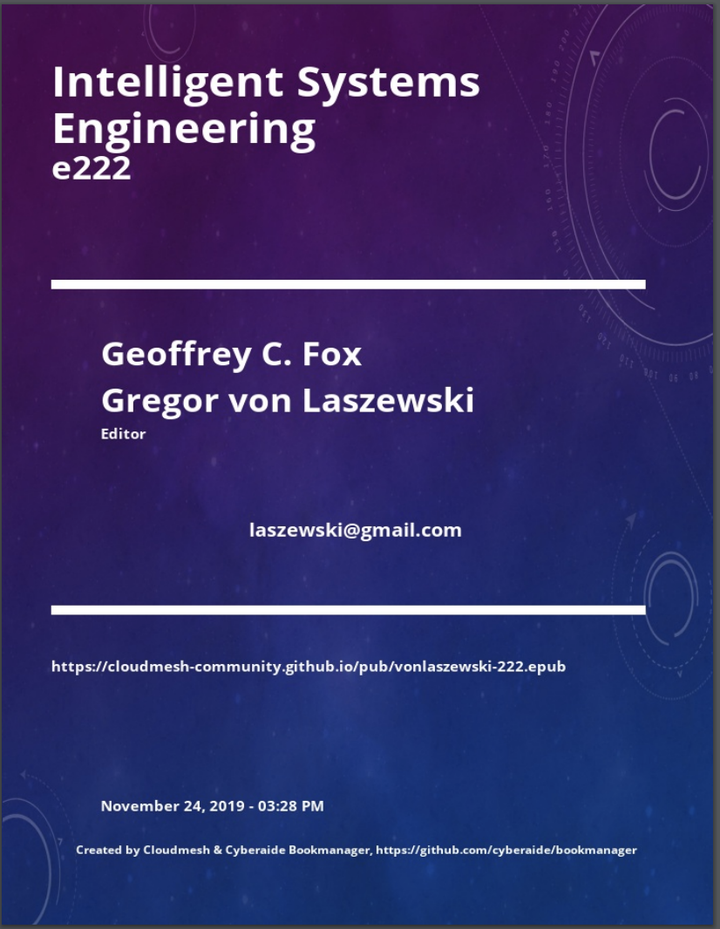 Intelligent Systems
Engineering
e222
Geoffrey C. Fox
Gregor von Laszewski
Editor
laszewski@gmail.com
https://cloudmesh-community.github.io/pub/vonlaszewski-222.epub
November 24, 2019 - 03:28 PM
Created by Cloudmesh & Cyberaide Bookmanager, https://github.com/cyberaide/bookmanager